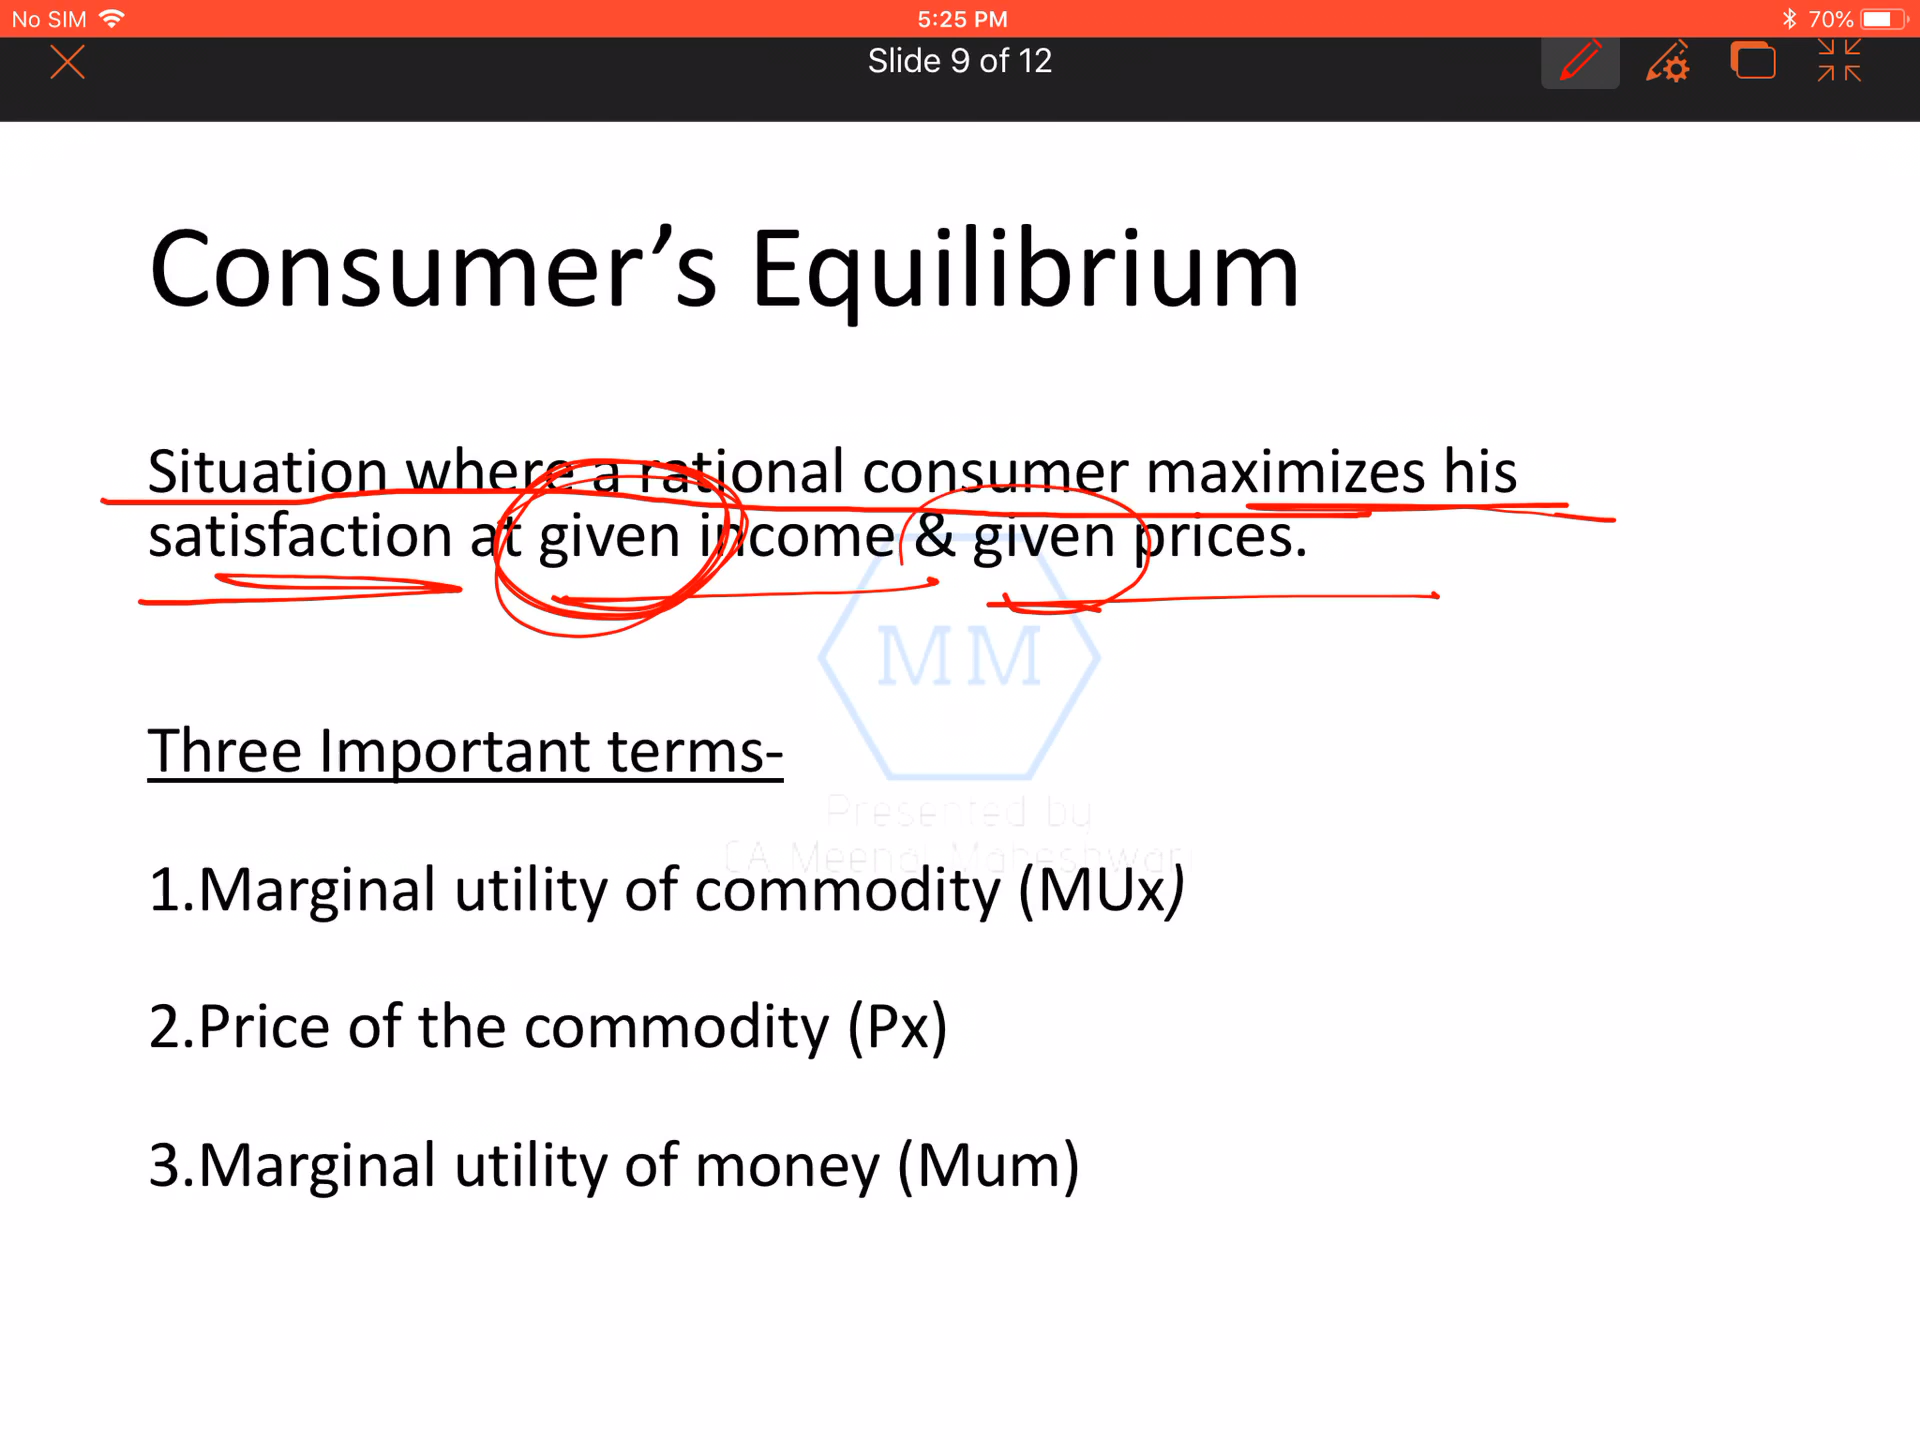 No SIM 5:25 PM 70%
Slide 9 of 12
Consumer’s Equilibrium
Situation where a rational consumer maximizes his
satisfaction at given income & given prices.
MM
Three Important terms-
Presented by
CA Meenal Maheshwari
1.Marginal utility of commodity (MUx)
2.Price of the commodity (Px)
3.Marginal utility of money (Mum)